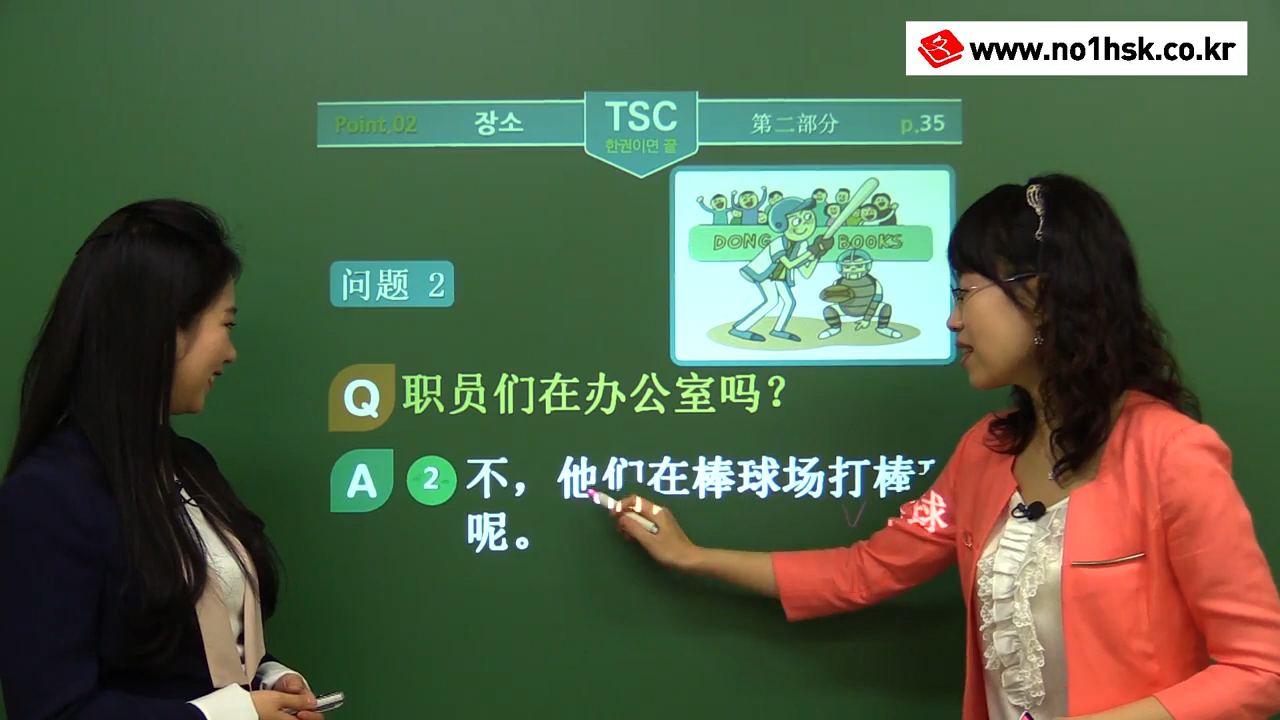 www.no1hsk.co.kr
Point.02 장소 TSC 한권이면 끝 第二部分 p.35
DONG BOOKS
问题 2
Q 职员们在办公室吗？
A 2 不，他们在棒球场打棒球
呢。